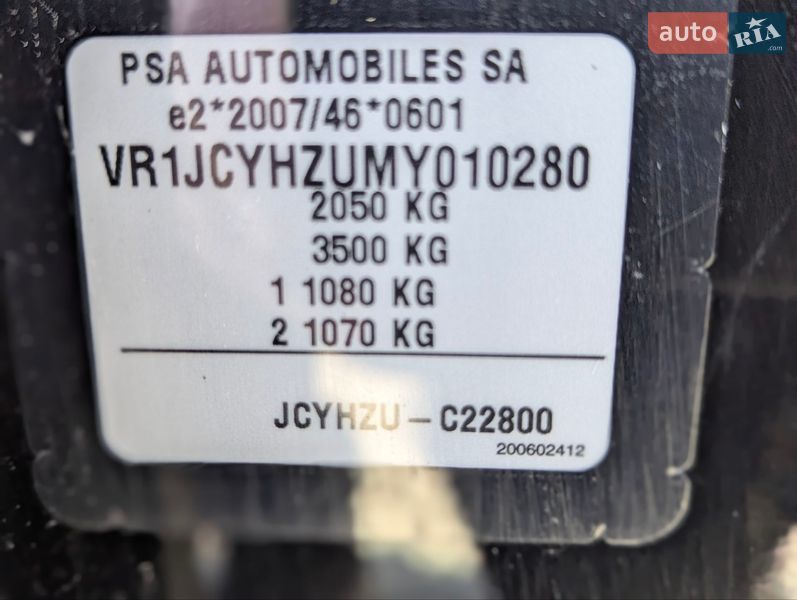 auto RIA .com
PSA AUTOMOBILES SA
e2*2007/46*0601
VR1JCYHZUMY010280
2050 KG
3500 KG
1 1080 KG
2 1070 KG
JCYHZU – C22800
200602412